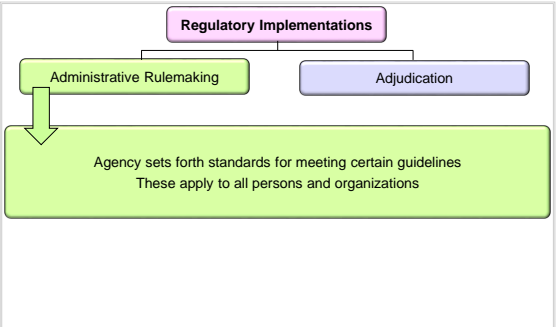 Regulatory Implementations
Administrative Rulemaking
Adjudication
Agency sets forth standards for meeting certain guidelines
These apply to all persons and organizations